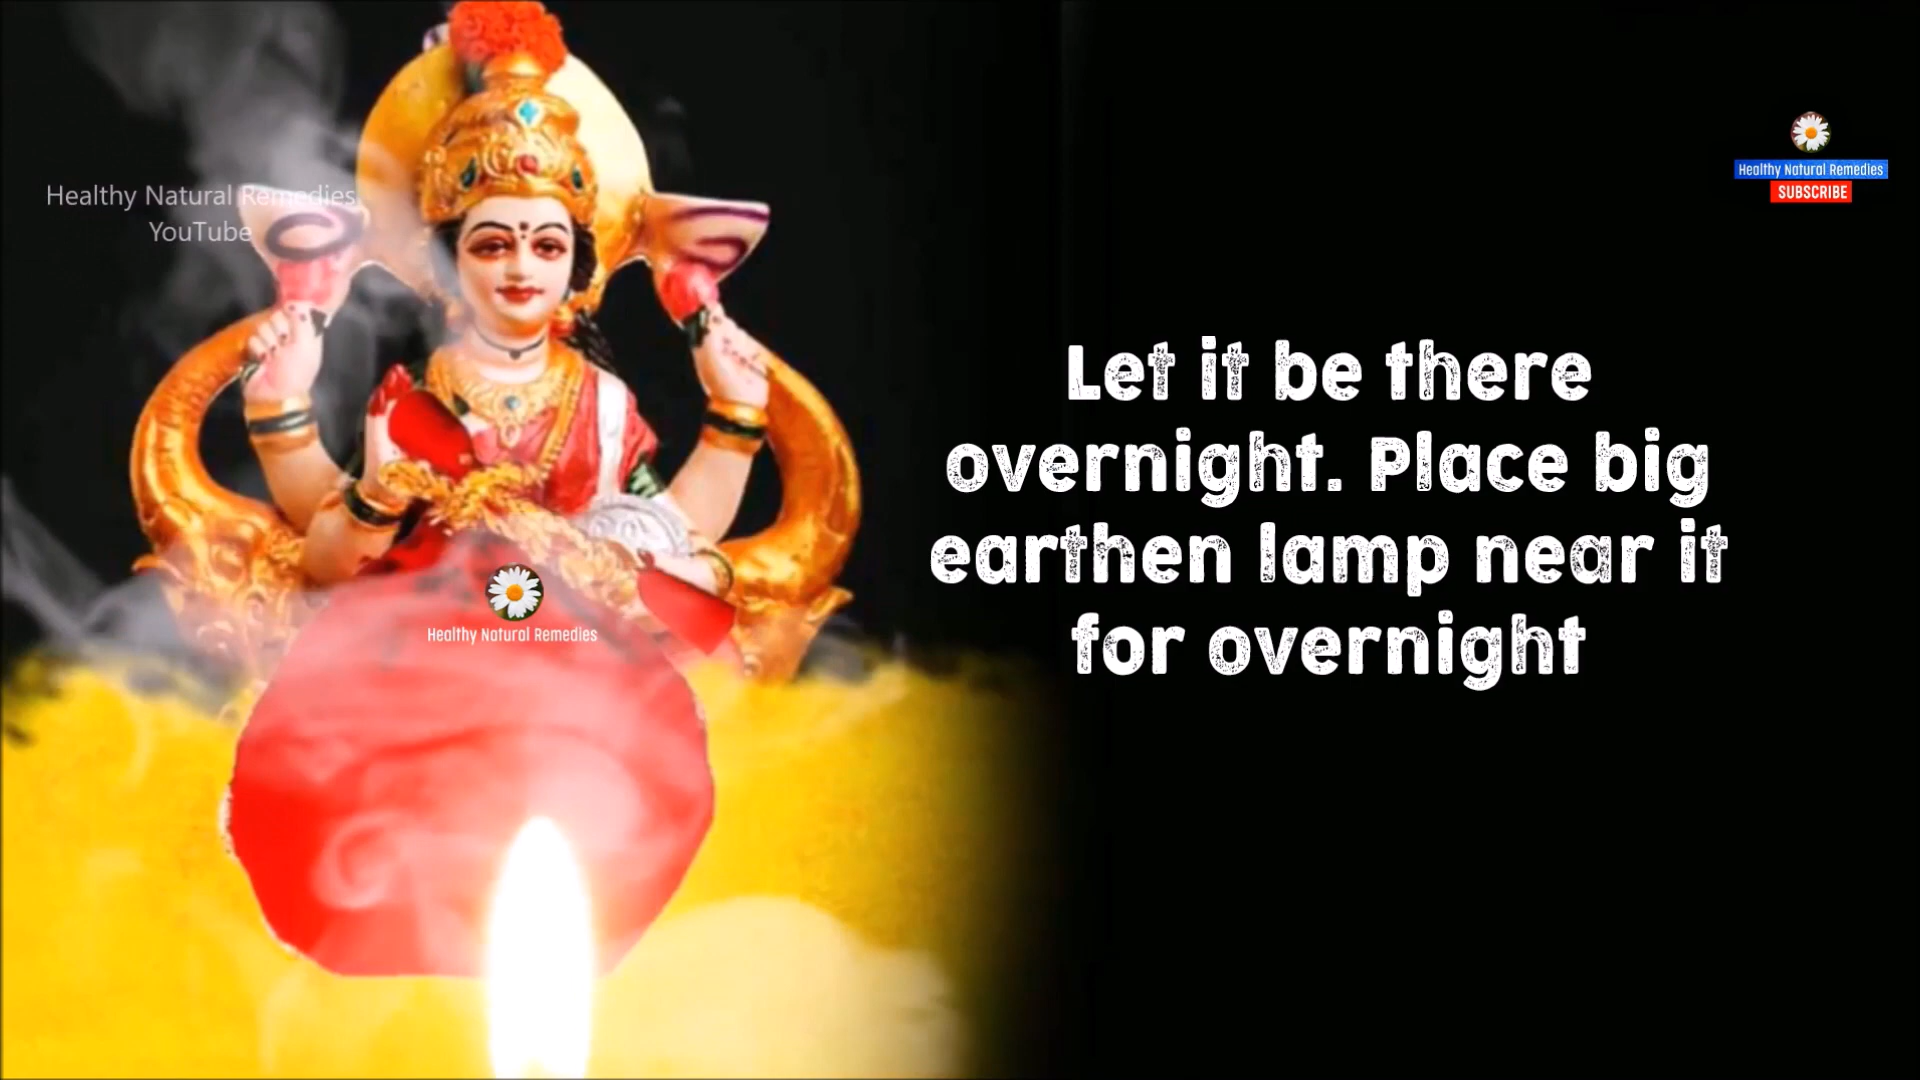 Healthy Natural Remedies
YouTube
Healthy Natural Remedies
SUBSCRIBE
Let it be there
overnight. Place big
earthen lamp near it
for overnight
Healthy Natural Remedies